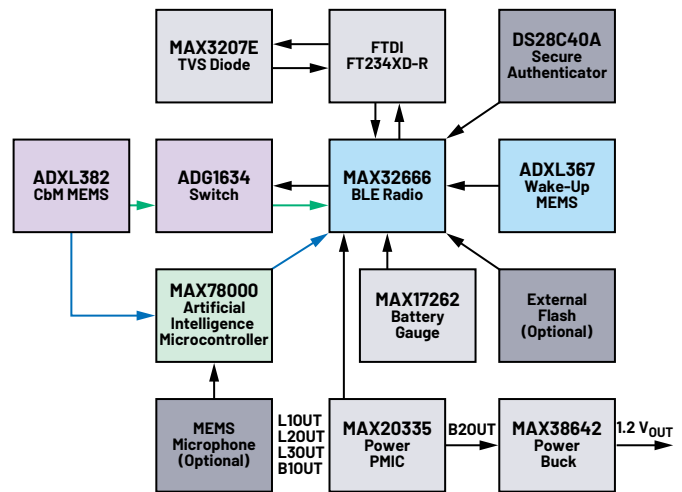 MAX3207E
TVS Diode
FTDI
FT234XD-R
DS28C40A
Secure
Authenticator
ADXL382
CbM MEMS
ADG1634
Switch
MAX32666
BLE Radio
ADXL367
Wake-Up
MEMS
MAX78000
Artificial
Intelligence
Microcontroller
MAX17262
Battery
Gauge
External
Flash
(Optional)
MEMS
Microphone
(Optional)
L1OUT
L2OUT
L3OUT
B1OUT
MAX20335
Power
PMIC
B2OUT
MAX38642
Power
Buck
1.2 VOUT